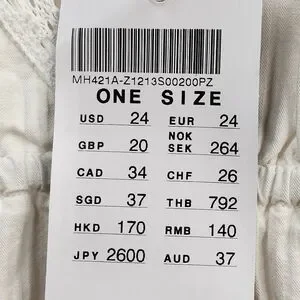 MH421A-Z1213S00200PZ
ONE SIZE
USD 24 EUR 24
GBP 20 NOK SEK 264
CAD 34 CHF 26
SGD 37 THB 792
HKD 170 RMB 140
JPY 2600 AUD 37